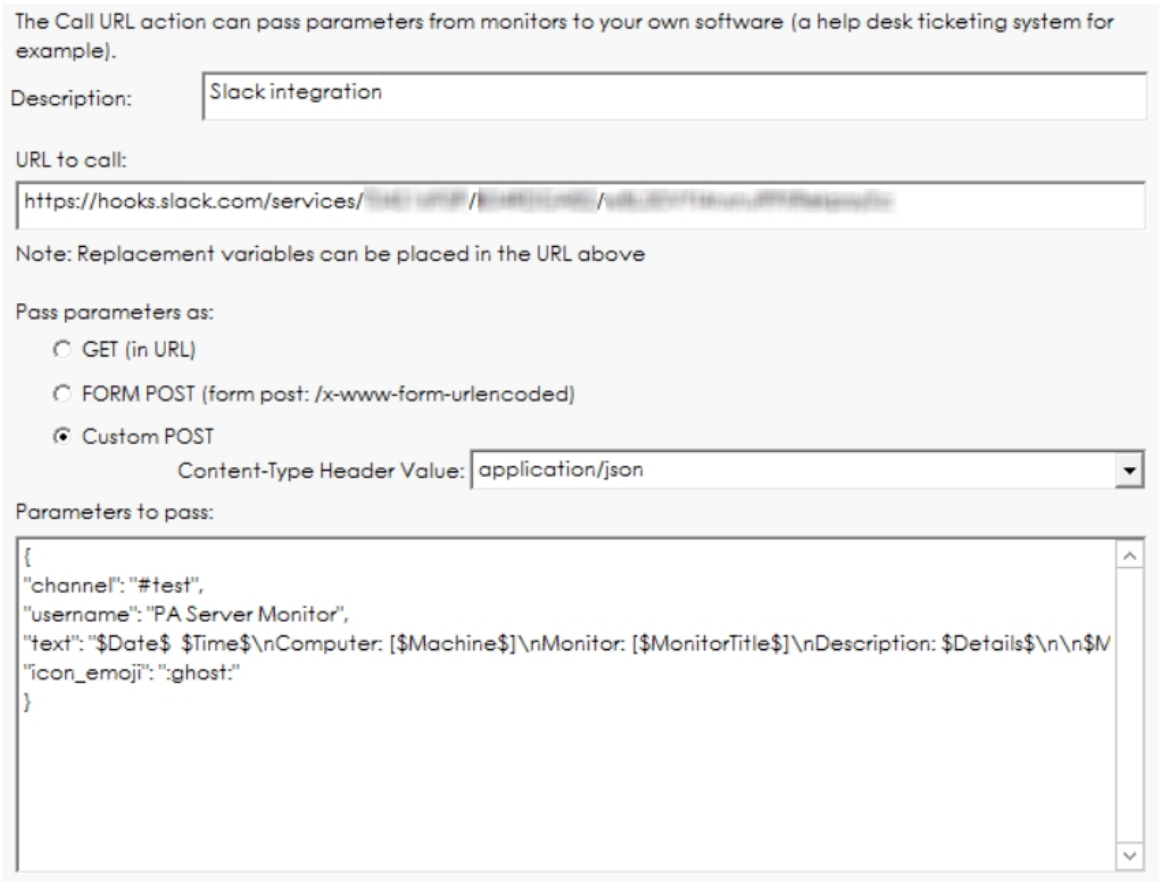 The Call URL action can pass parameters from monitors to your own software (a help desk ticketing system for
example).
Description: Slack integration
URL to call:
https://hooks.slack.com/services/ / /
Note: Replacement variables can be placed in the URL above
Pass parameters as:
GET (in URL)
FORM POST (form post: /x-www-form-urlencoded)
Custom POST
Content-Type Header Value: application/json
Parameters to pass:
{
"channel": "#test",
"username": "PA Server Monitor",
"text": "$Date$  $Time$\nComputer: [$Machine$]\nMonitor: [$MonitorTitle$]\nDescription: $Details$\n\n$M
"icon_emoji": ":ghost:"
}